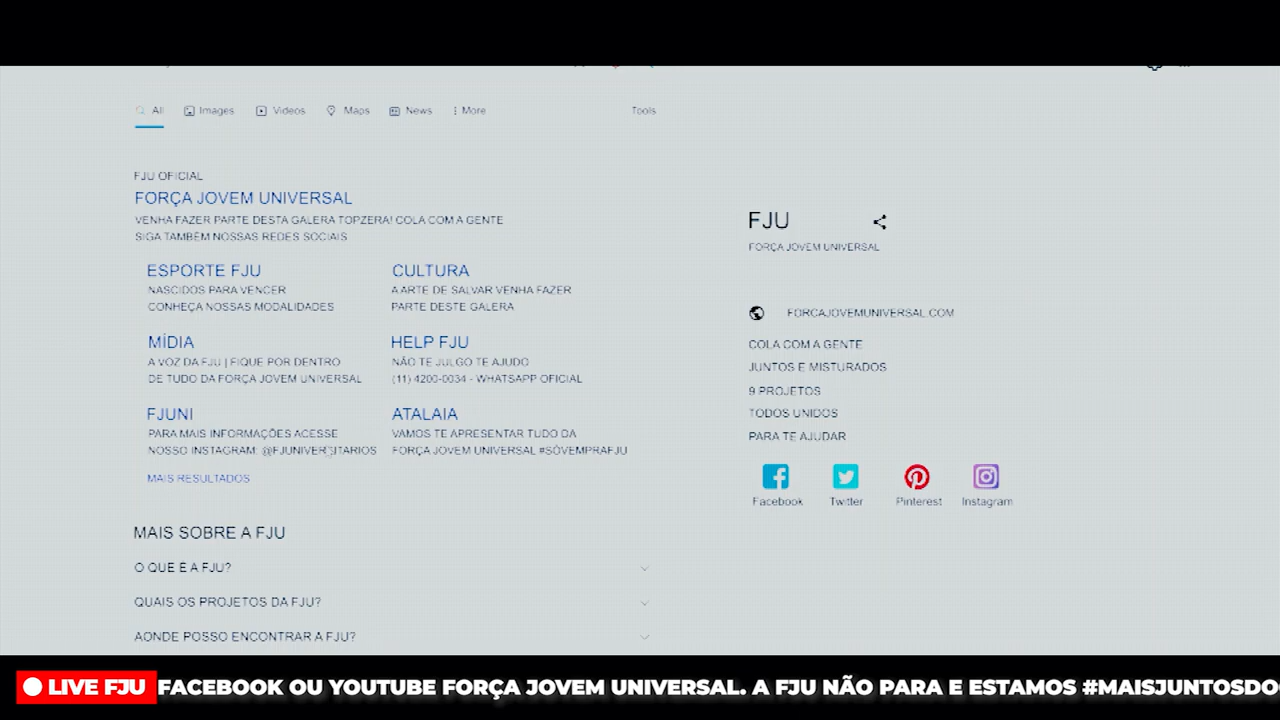 All Images Videos Maps News More Tools
FJU OFICIAL
FORÇA JOVEM UNIVERSAL
VENHA FAZER PARTE DESTA GALERA TOPZERA! COLA COM A GENTE
SIGA TAMBÉM NOSSAS REDES SOCIAIS
ESPORTE FJU
NASCIDOS PARA VENCER
CONHEÇA NOSSAS MODALIDADES
CULTURA
A ARTE DE SALVAR VENHA FAZER
PARTE DESTE GALERA
MÍDIA
A VOZ DA FJU | FIQUE POR DENTRO
DE TUDO DA FORÇA JOVEM UNIVERSAL
HELP FJU
NÃO TE JULGO TE AJUDO
(11) 4200-0034 - WHATSAPP OFICIAL
FJUNI
PARA MAIS INFORMAÇÕES ACESSE
NOSSO INSTAGRAM: @FJUNIVERSITARIOS
ATALAIA
VAMOS TE APRESENTAR TUDO DA
FORÇA JOVEM UNIVERSAL #SÓVEMPRAFJU
MAIS RESULTADOS
MAIS SOBRE A FJU
O QUE É A FJU?
QUAIS OS PROJETOS DA FJU?
AONDE POSSO ENCONTRAR A FJU?
FJU
FORÇA JOVEM UNIVERSAL
FORCAJOVEMUNIVERSAL.COM
COLA COM A GENTE
JUNTOS E MISTURADOS
9 PROJETOS
TODOS UNIDOS
PARA TE AJUDAR
Facebook Twitter Pinterest Instagram
LIVE FJU FACEBOOK OU YOUTUBE FORÇA JOVEM UNIVERSAL. A FJU NÃO PARA E ESTAMOS #MAISJUNTOSDO